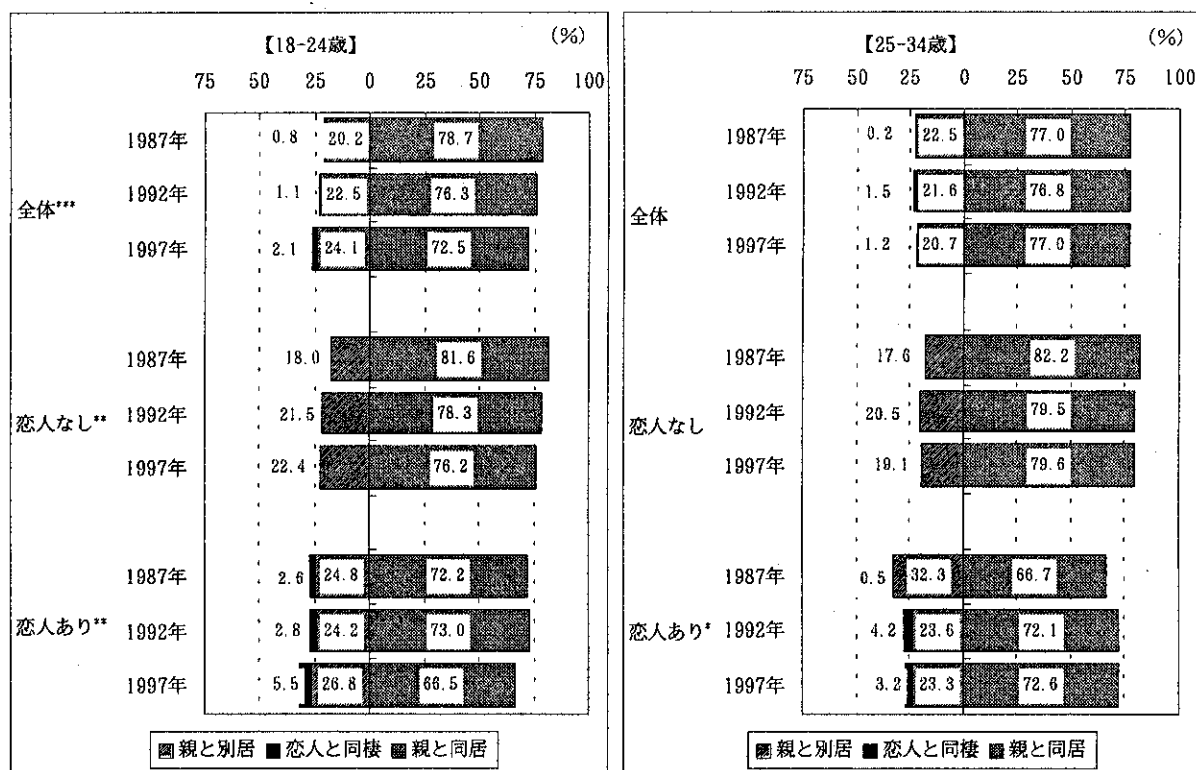 【18-24歳】 (%)
75 50 25 0 25 50 75 100
全体***
1987年 0.8 20.2 78.7
1992年 1.1 22.5 76.3
1997年 2.1 24.1 72.5
恋人なし**
1987年 18.0 81.6
1992年 21.5 78.3
1997年 22.4 76.2
恋人あり**
1987年 2.6 24.8 72.2
1992年 2.8 24.2 73.0
1997年 5.5 26.8 66.5
親と別居 恋人と同棲 親と同居
【25-34歳】 (%)
75 50 25 0 25 50 75 100
全体
1987年 0.2 22.5 77.0
1992年 1.5 21.6 76.8
1997年 1.2 20.7 77.0
恋人なし
1987年 17.6 82.2
1992年 20.5 79.5
1997年 19.1 79.6
恋人あり*
1987年 0.5 32.3 66.7
1992年 4.2 23.6 72.1
1997年 3.2 23.3 72.6
親と別居 恋人と同棲 親と同居